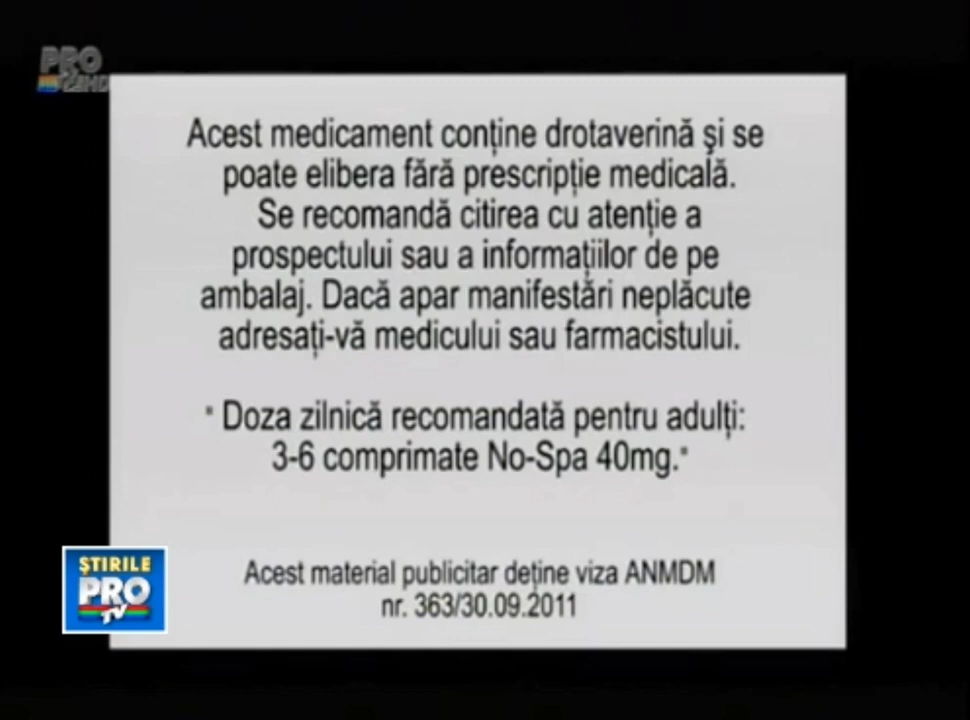 PRO
Acest medicament conține drotaverină şi se
poate elibera fără prescripție medicală.
Se recomandă citirea cu atenție a
prospectului sau a informațiilor de pe
ambalaj. Dacă apar manifestări neplăcute
adresați-vă medicului sau farmacistului.
* Doza zilnică recomandată pentru adulți:
3-6 comprimate No-Spa 40mg.*
ȘTIRILE
PRO
TV
Acest material publicitar deține viza ANMDM
nr. 363/30.09.2011